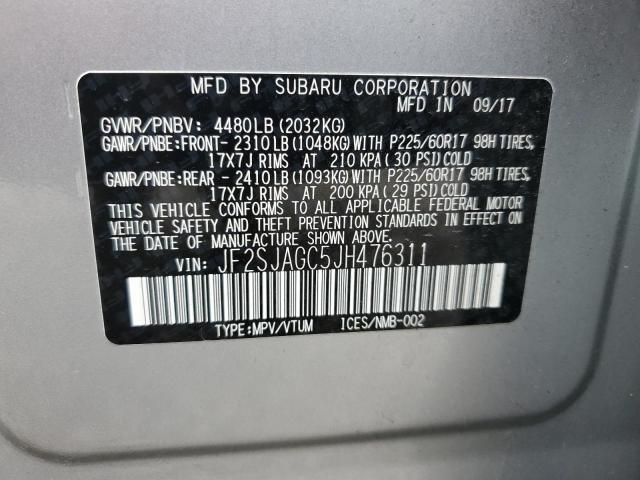 MFD BY SUBARU CORPORATION
MFD IN 09/17
GVWR/PNBV: 4480LB (2032KG)
GAWR/PNBE:FRONT- 2310LB (1048KG) WITH P225/60R17 98H TIRES,
17X7J RIMS AT 210 KPA (30 PSI) COLD
GAWR/PNBE:REAR - 2410LB (1093KG) WITH P225/60R17 98H TIRES,
17X7J RIMS AT 200 KPA (29 PSI) COLD
THIS VEHICLE CONFORMS TO ALL APPLICABLE FEDERAL MOTOR
VEHICLE SAFETY AND THEFT PREVENTION STANDARDS IN EFFECT ON
THE DATE OF MANUFACTURE SHOWN ABOVE.
VIN: JF2SJAGC5JH476311
TYPE:MPV/VTUM ICES/NMB-002